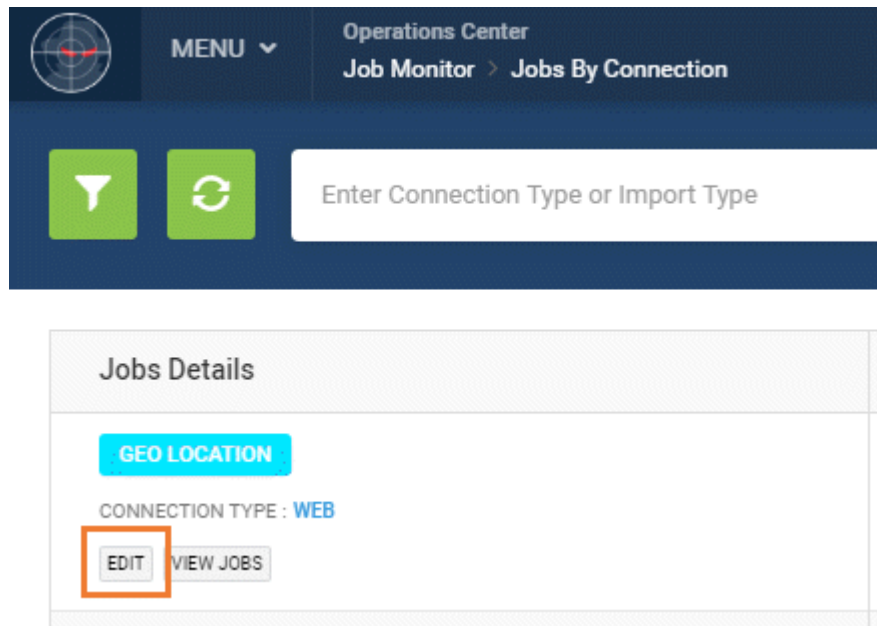 MENU
Operations Center
Job Monitor > Jobs By Connection
Enter Connection Type or Import Type
Jobs Details
GEO LOCATION
CONNECTION TYPE : WEB
EDIT VIEW JOBS